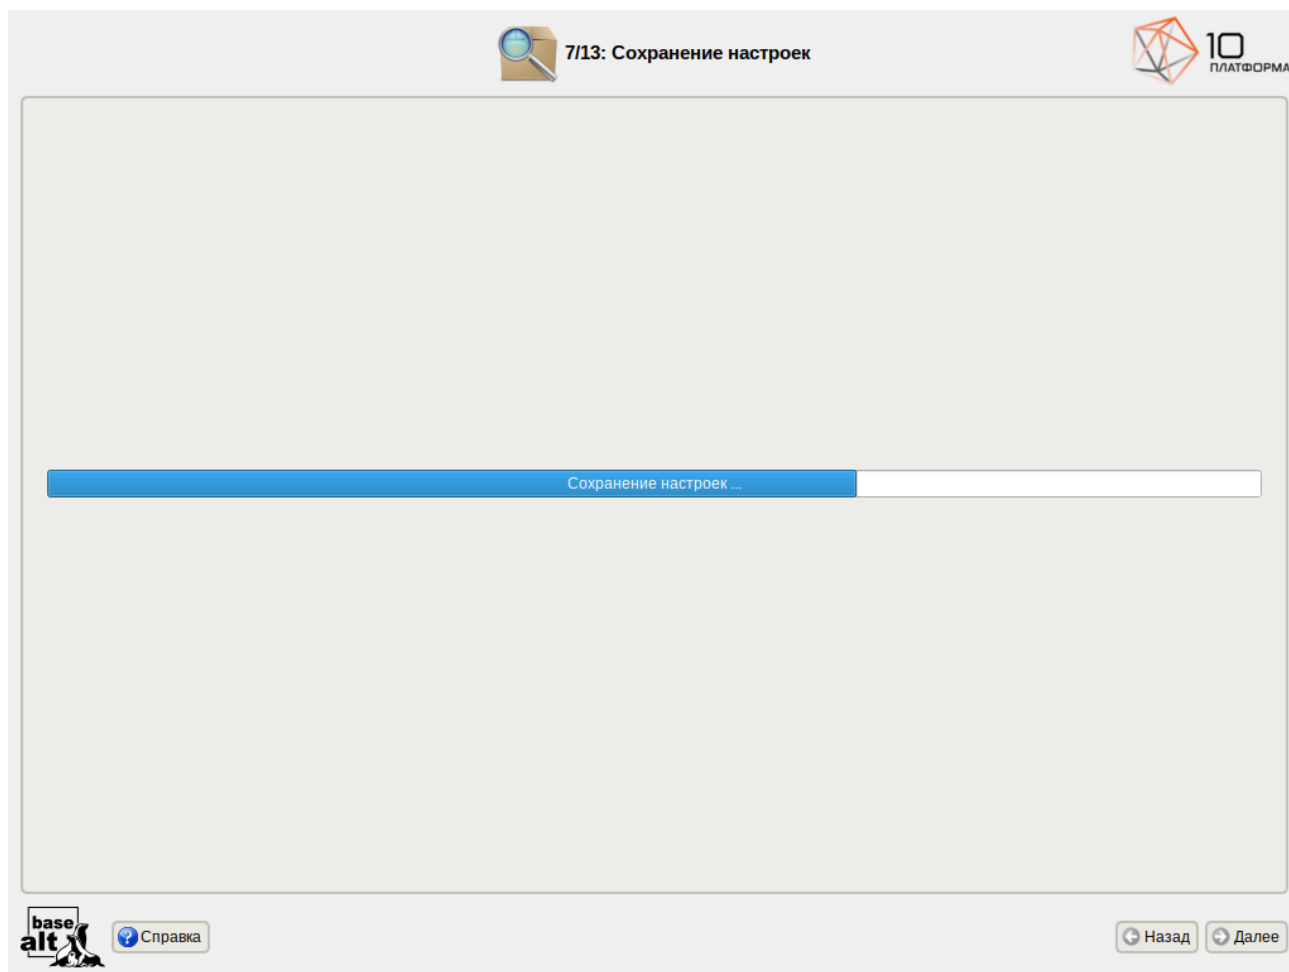 7/13: Сохранение настроек
10
ПЛАТФОРМА
Сохранение настроек ...
base
alt
Справка
Назад
Далее